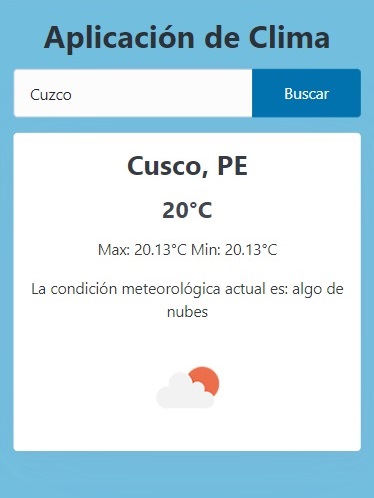 Aplicación de Clima
Cuzco
Buscar
Cusco, PE
20°C
Max: 20.13°C Min: 20.13°C
La condición meteorológica actual es: algo de
nubes